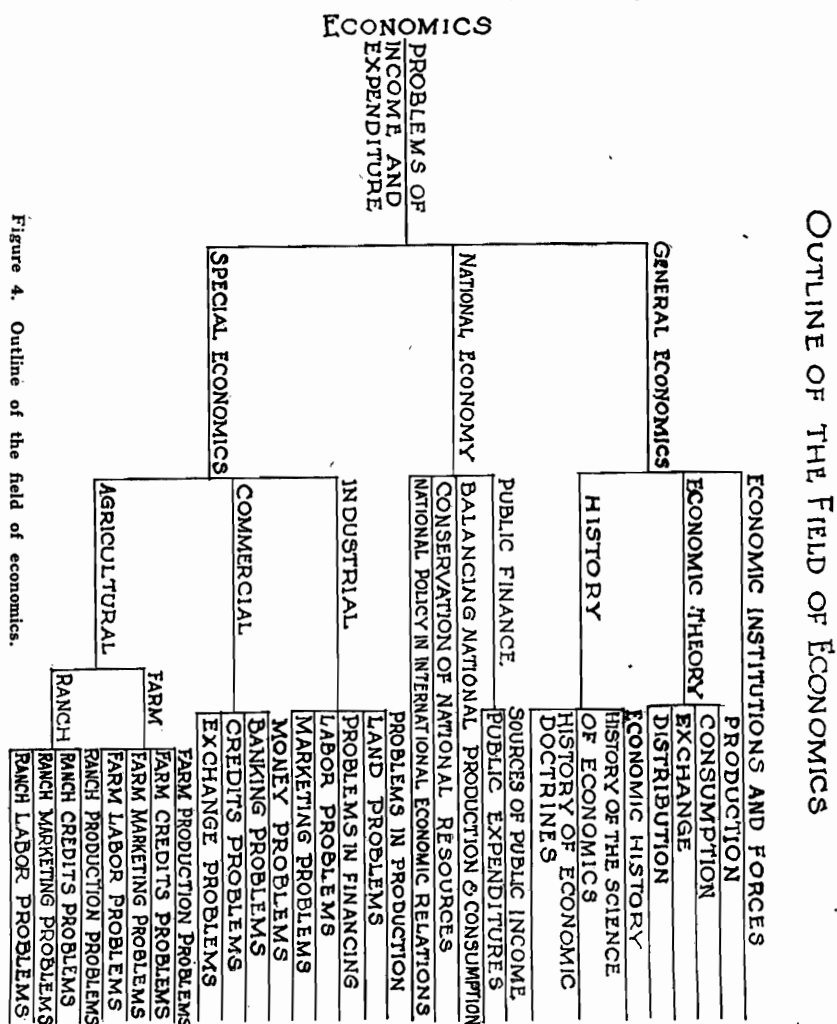 OUTLINE OF THE FIELD OF ECONOMICS
ECONOMICS
PROBLEMS OF
INCOME AND
EXPENDITURE
GENERAL ECONOMICS
ECONOMIC INSTITUTIONS AND FORCES
ECONOMIC THEORY
PRODUCTION
CONSUMPTION
EXCHANGE
DISTRIBUTION
HISTORY
ECONOMIC HISTORY
HISTORY OF THE SCIENCE
OF ECONOMICS
HISTORY OF ECONOMIC
DOCTRINES
NATIONAL ECONOMY
PUBLIC FINANCE
SOURCES OF PUBLIC INCOME
PUBLIC EXPENDITURES
BALANCING NATIONAL PRODUCTION & CONSUMPTION
CONSERVATION OF NATIONAL RESOURCES
NATIONAL POLICY IN INTERNATIONAL ECONOMIC RELATIONS
SPECIAL ECONOMICS
INDUSTRIAL
PROBLEMS IN PRODUCTION
LAND PROBLEMS
PROBLEMS IN FINANCING
LABOR PROBLEMS
MARKETING PROBLEMS
COMMERCIAL
MONEY PROBLEMS
BANKING PROBLEMS
CREDITS PROBLEMS
EXCHANGE PROBLEMS
AGRICULTURAL
FARM
FARM PRODUCTION PROBLEMS
FARM CREDITS PROBLEMS
FARM MARKETING PROBLEMS
FARM LABOR PROBLEMS
RANCH
RANCH PRODUCTION PROBLEMS
RANCH CREDITS PROBLEMS
RANCH MARKETING PROBLEMS
RANCH LABOR PROBLEMS
Figure 4. Outline of the field of economics.